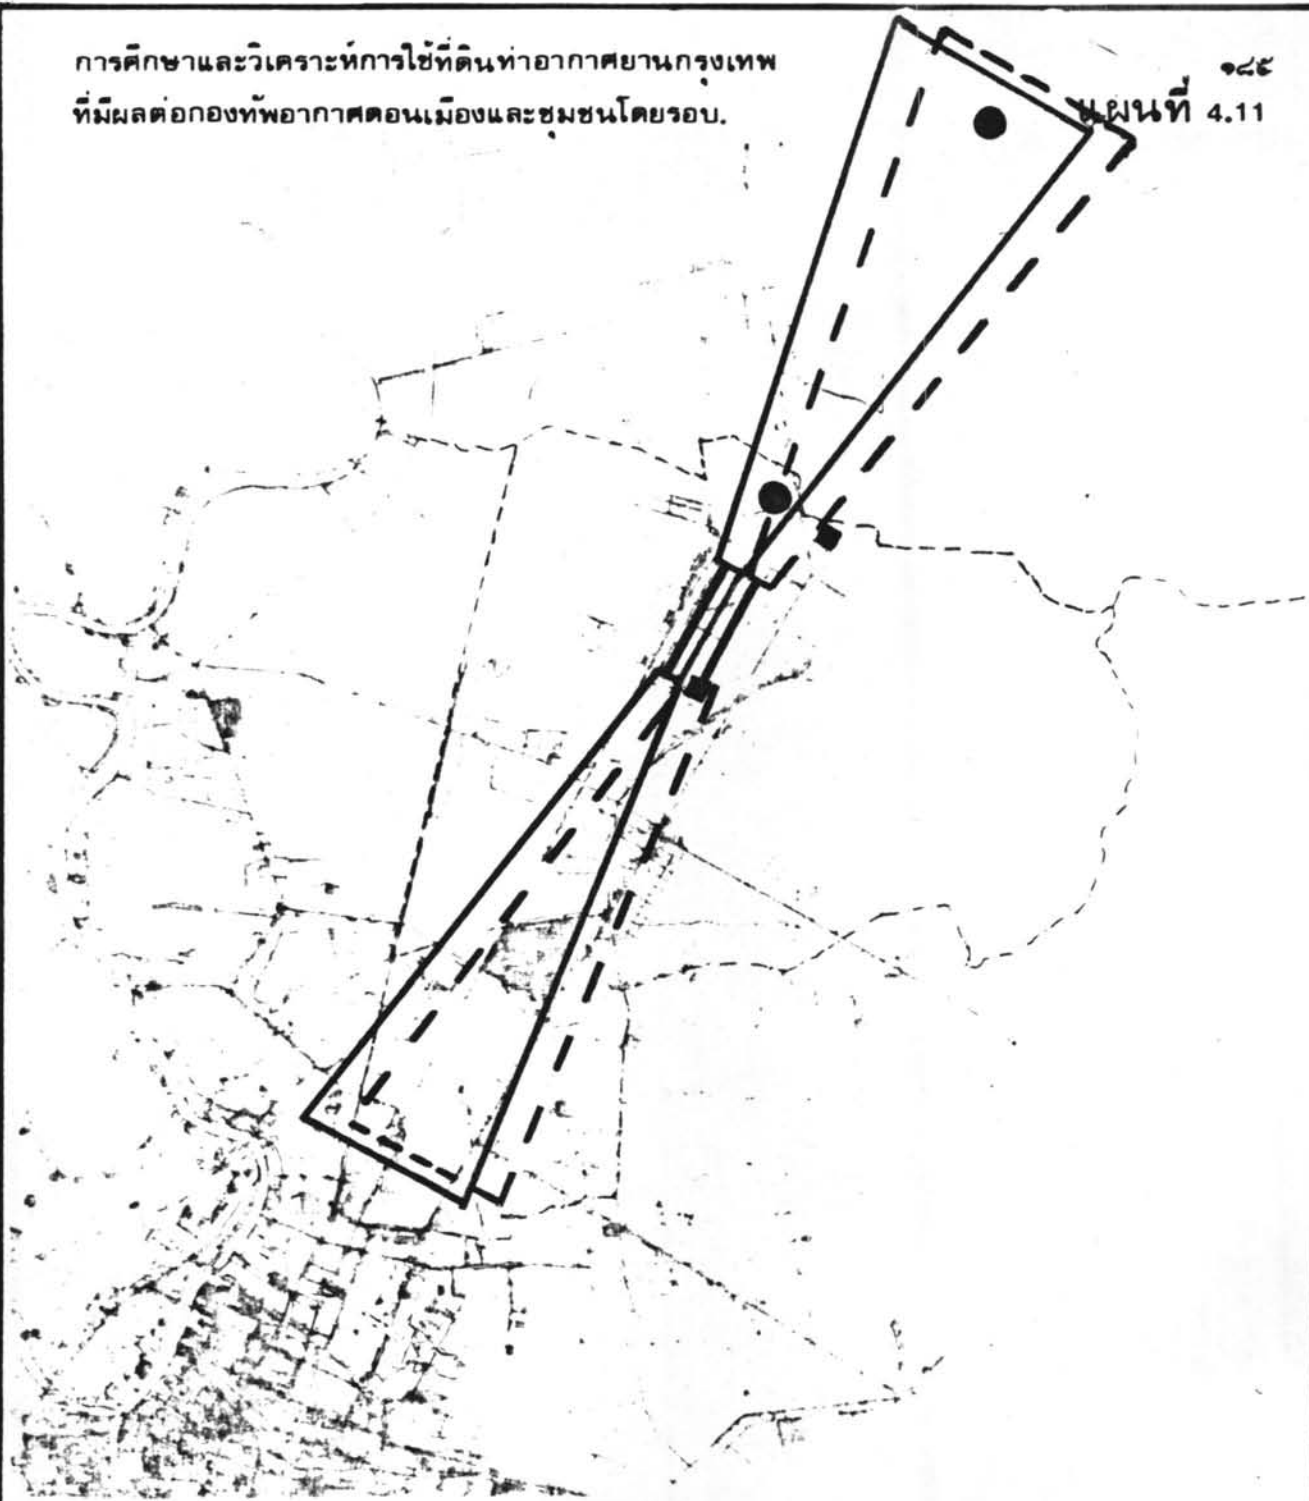 การศึกษาและวิเคราะห์การใช้ที่ดินท่าอากาศยานกรุงเทพ
ที่มีผลต่อกองทัพอากาศดอนเมืองและชุมชนโดยรอบ.
๑๘๕
แผนที่ 4.11